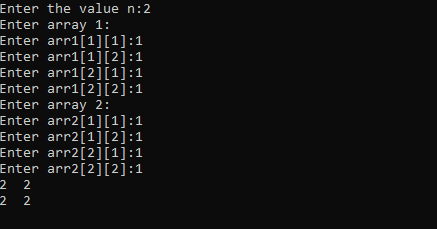 Enter the value n:2
Enter array 1:
Enter arr1[1][1]:1
Enter arr1[1][2]:1
Enter arr1[2][1]:1
Enter arr1[2][2]:1
Enter array 2:
Enter arr2[1][1]:1
Enter arr2[1][2]:1
Enter arr2[2][1]:1
Enter arr2[2][2]:1
2  2
2  2